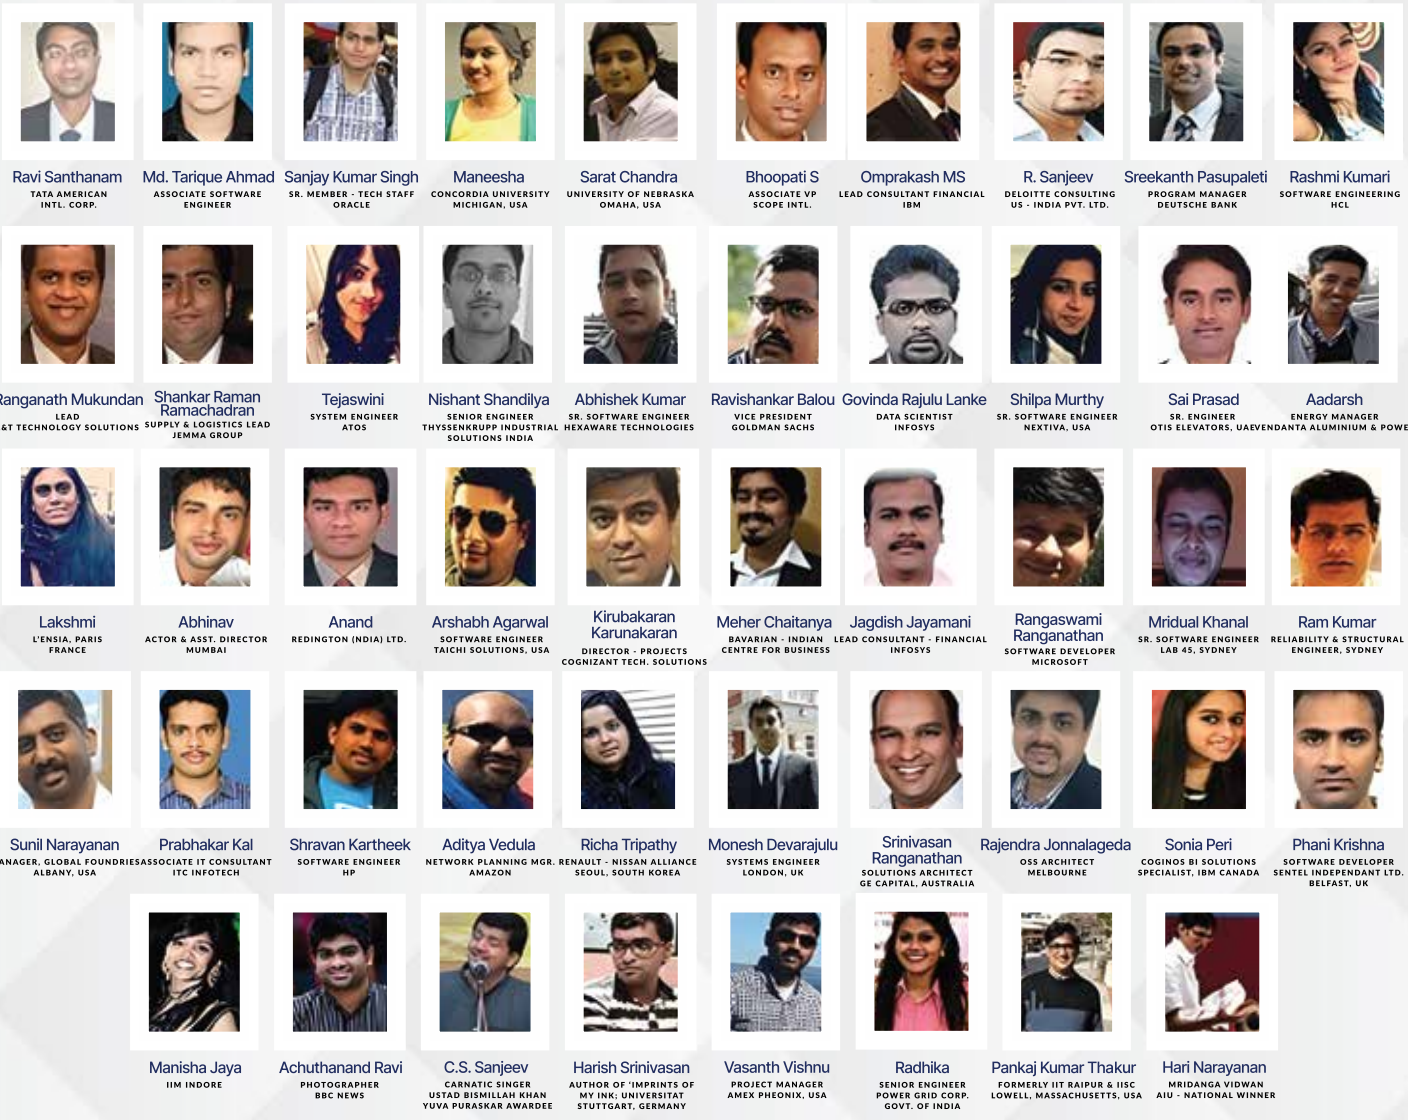 Ravi Santhanam
TATA AMERICAN
INTL. CORP.
Md. Tarique Ahmad
ASSOCIATE SOFTWARE
ENGINEER
Sanjay Kumar Singh
SR. MEMBER - TECH STAFF
ORACLE
Maneesha
CONCORDIA UNIVERSITY
MICHIGAN, USA
Sarat Chandra
UNIVERSITY OF NEBRASKA
OMAHA, USA
Bhoopati S
ASSOCIATE VP
SCOPE INTL.
Omprakash MS
LEAD CONSULTANT FINANCIAL
IBM
R. Sanjeev
DELOITTE CONSULTING
US - INDIA PVT. LTD.
Sreekanth Pasupaleti
PROGRAM MANAGER
DEUTSCHE BANK
Rashmi Kumari
SOFTWARE ENGINEERING
HCL
Ranganath Mukundan
LEAD
&T TECHNOLOGY SOLUTIONS
Shankar Raman
Ramachadran
SUPPLY & LOGISTICS LEAD
JEMMA GROUP
Tejaswini
SYSTEM ENGINEER
ATOS
Nishant Shandilya
SENIOR ENGINEER
THYSSENKRUPP INDUSTRIAL
SOLUTIONS INDIA
Abhishek Kumar
SR. SOFTWARE ENGINEER
HEXAWARE TECHNOLOGIES
Ravishankar Balou
VICE PRESIDENT
GOLDMAN SACHS
Govinda Rajulu Lanke
DATA SCIENTIST
INFOSYS
Shilpa Murthy
SR. SOFTWARE ENGINEER
NEXTIVA, USA
Sai Prasad
SR. ENGINEER
OTIS ELEVATORS, UAE
Aadarsh
ENERGY MANAGER
VENDANTA ALUMINIUM & POWE
Lakshmi
L'ENSIA, PARIS
FRANCE
Abhinav
ACTOR & ASST. DIRECTOR
MUMBAI
Anand
REDINGTON (NDIA) LTD.
Arshabh Agarwal
SOFTWARE ENGINEER
TAICHI SOLUTIONS, USA
Kirubakaran
Karunakaran
DIRECTOR - PROJECTS
COGNIZANT TECH. SOLUTIONS
Meher Chaitanya
BAVARIAN - INDIAN
CENTRE FOR BUSINESS
Jagdish Jayamani
LEAD CONSULTANT - FINANCIAL
INFOSYS
Rangaswami
Ranganathan
SOFTWARE DEVELOPER
MICROSOFT
Mridual Khanal
SR. SOFTWARE ENGINEER
LAB 45, SYDNEY
Ram Kumar
RELIABILITY & STRUCTURAL
ENGINEER, SYDNEY
Sunil Narayanan
ANAGER, GLOBAL FOUNDRIES
ALBANY, USA
Prabhakar Kal
ASSOCIATE IT CONSULTANT
ITC INFOTECH
Shravan Kartheek
SOFTWARE ENGINEER
HP
Aditya Vedula
NETWORK PLANNING MGR.
AMAZON
Richa Tripathy
RENAULT - NISSAN ALLIANCE
SEOUL, SOUTH KOREA
Monesh Devarajulu
SYSTEMS ENGINEER
LONDON, UK
Srinivasan
Ranganathan
SOLUTIONS ARCHITECT
GE CAPITAL, AUSTRALIA
Rajendra Jonnalageda
OSS ARCHITECT
MELBOURNE
Sonia Peri
COGINOS BI SOLUTIONS
SPECIALIST, IBM CANADA
Phani Krishna
SOFTWARE DEVELOPER
SENTEL INDEPENDANT LTD.
BELFAST, UK
Manisha Jaya
IIM INDORE
Achuthanand Ravi
PHOTOGRAPHER
BBC NEWS
C.S. Sanjeev
CARNATIC SINGER
USTAD BISMILLAH KHAN
YUVA PURASKAR AWARDEE
Harish Srinivasan
AUTHOR OF 'IMPRINTS OF
MY INK; UNIVERSITAT
STUTTGART, GERMANY
Vasanth Vishnu
PROJECT MANAGER
AMEX PHEONIX, USA
Radhika
SENIOR ENGINEER
POWER GRID CORP.
GOVT. OF INDIA
Pankaj Kumar Thakur
FORMERLY IIT RAIPUR & IISC
LOWELL, MASSACHUSETTS, USA
Hari Narayanan
MRIDANGA VIDWAN
AIU - NATIONAL WINNER